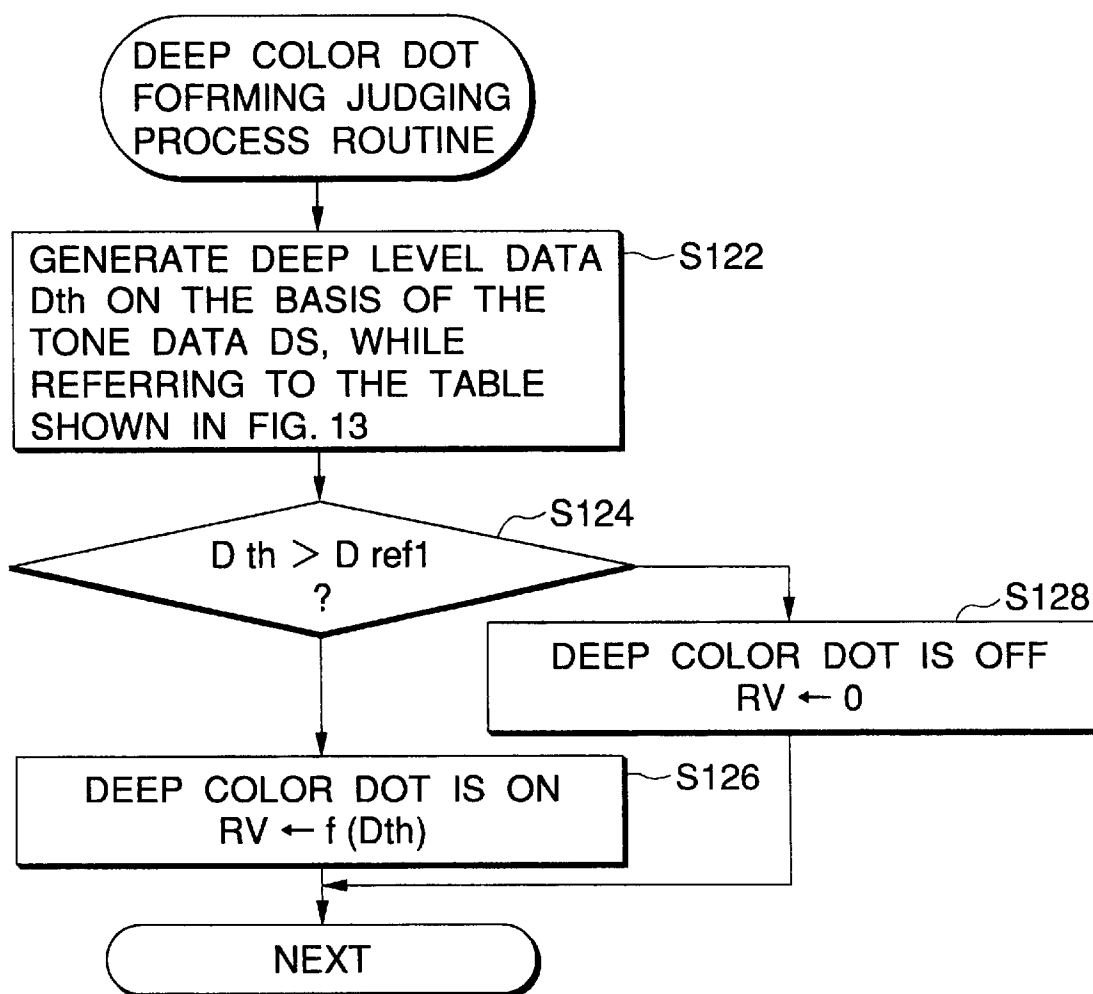 DEEP COLOR DOT
FOFRMING JUDGING
PROCESS ROUTINE
GENERATE DEEP LEVEL DATA
Dth ON THE BASIS OF THE
TONE DATA DS, WHILE
REFERRING TO THE TABLE
SHOWN IN FIG. 13
S122
D th > D ref1
?
S124
DEEP COLOR DOT IS OFF
RV ← 0
S128
DEEP COLOR DOT IS ON
RV ← f (Dth)
S126
NEXT